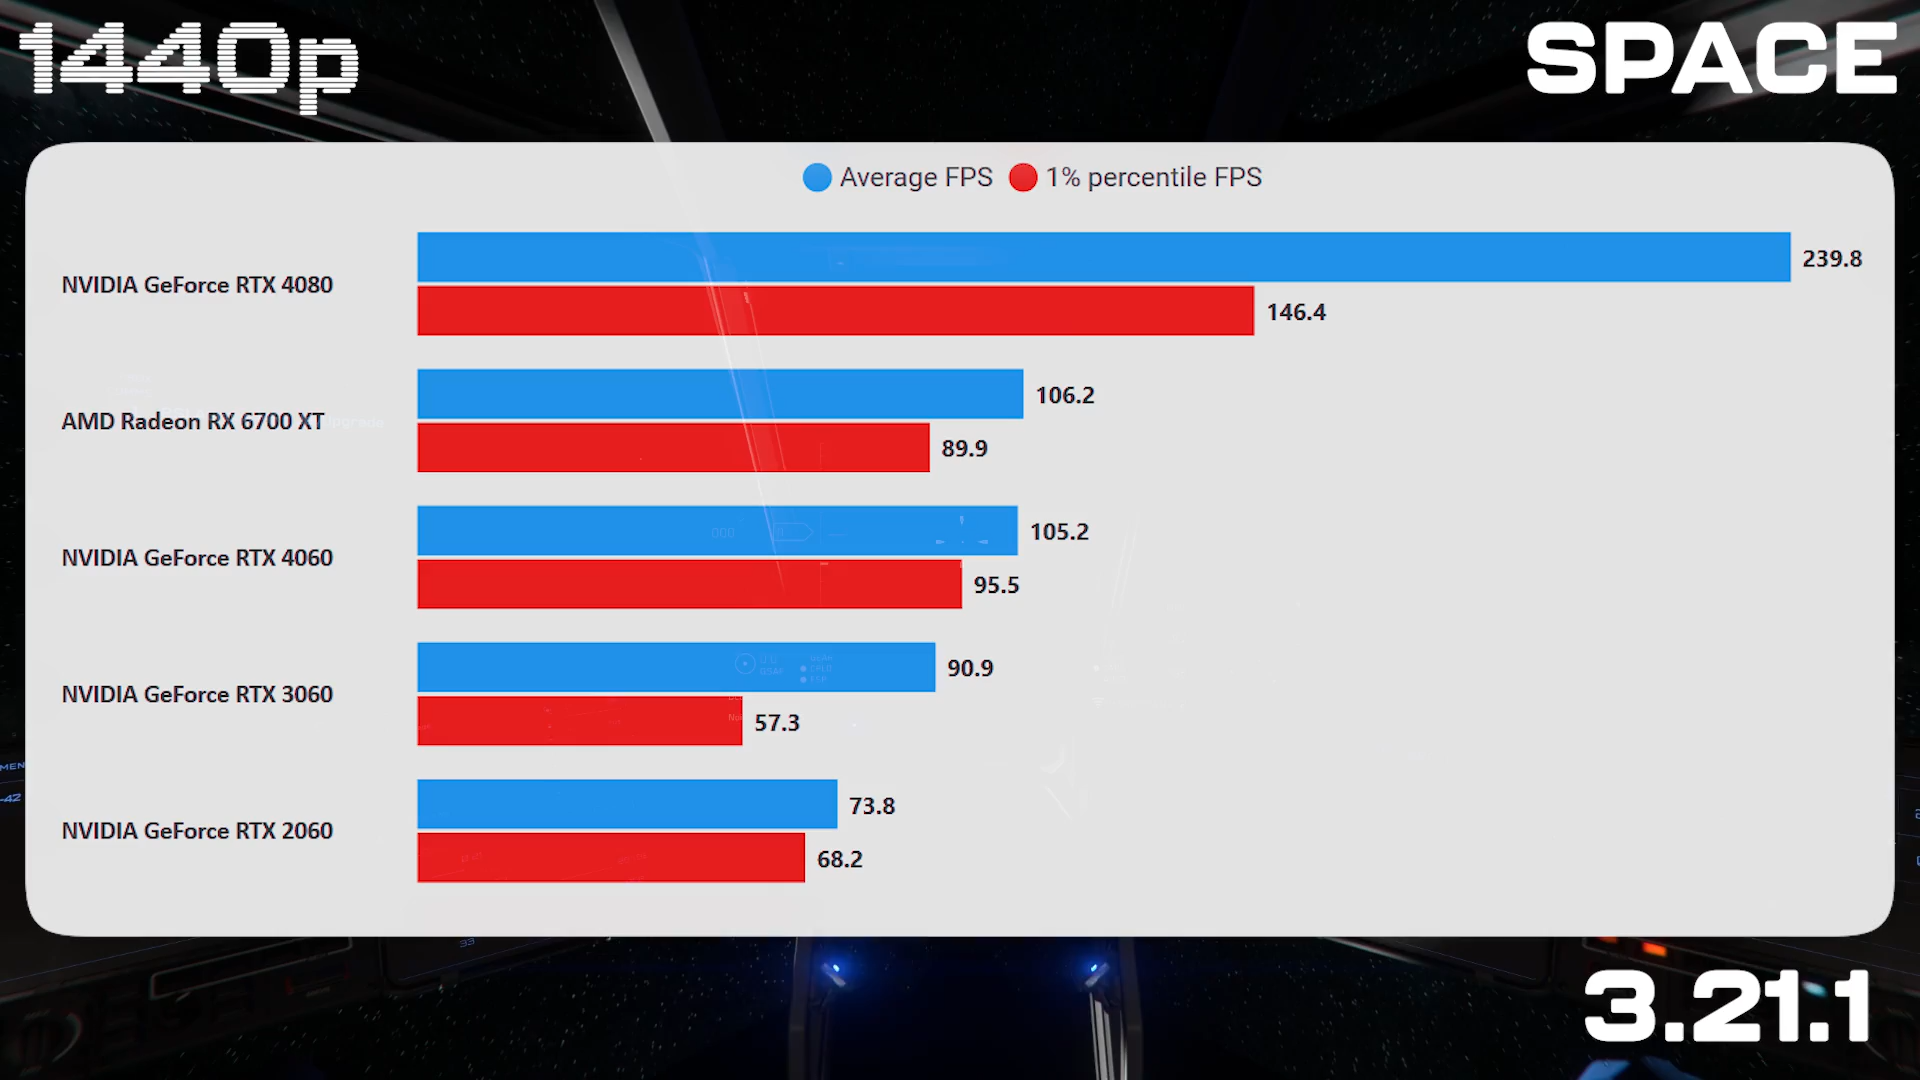 1440p
SPACE
Average FPS
1% percentile FPS
NVIDIA GeForce RTX 4080
239.8
146.4
AMD Radeon RX 6700 XT
106.2
89.9
NVIDIA GeForce RTX 4060
105.2
95.5
NVIDIA GeForce RTX 3060
90.9
57.3
NVIDIA GeForce RTX 2060
73.8
68.2
33
3.21.1